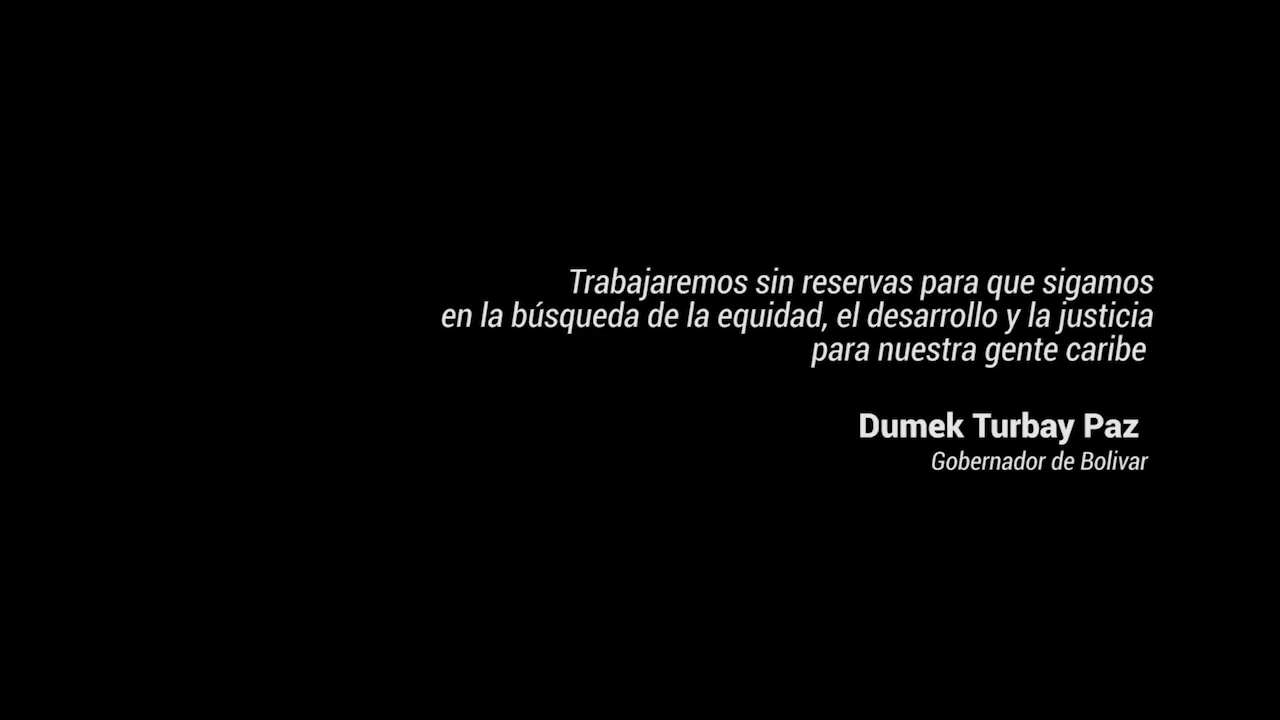 Trabajaremos sin reservas para que sigamos
en la búsqueda de la equidad, el desarrollo y la justicia
para nuestra gente caribe
Dumek Turbay Paz
Gobernador de Bolivar